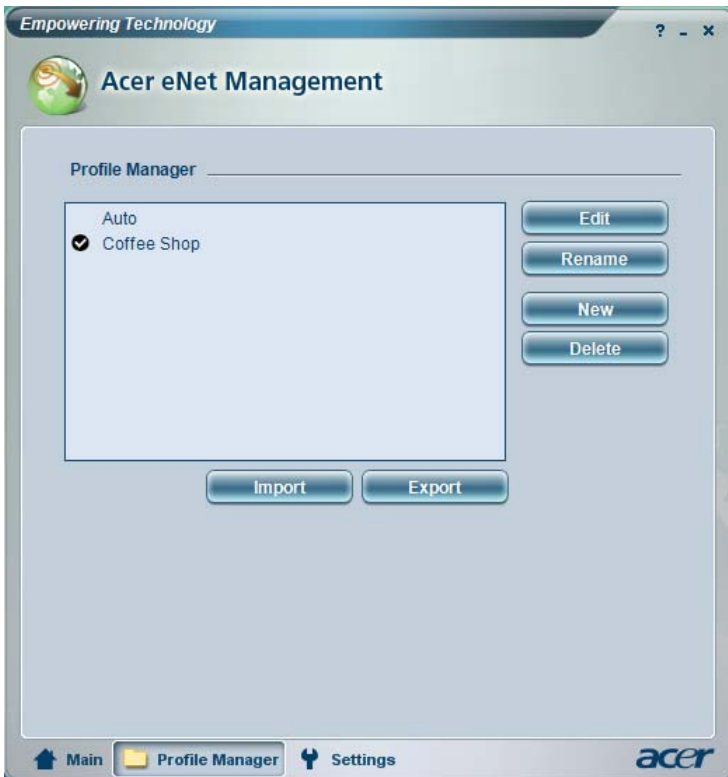 Empowering Technology
? - x
Acer eNet Management
Profile Manager
Auto
Coffee Shop
Edit
Rename
New
Delete
Import
Export
Main
Profile Manager
Settings
acer